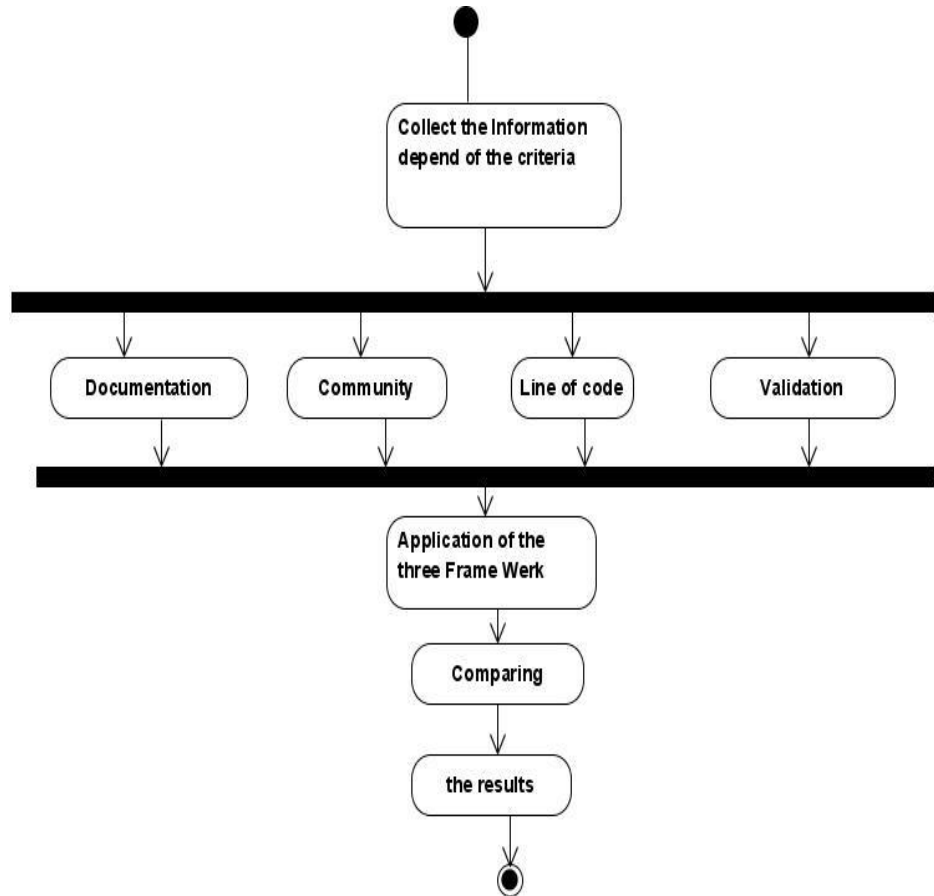 Collect the Information
depend of the criteria
Documentation
Community
Line of code
Validation
Application of the
three Frame Werk
Comparing
the results